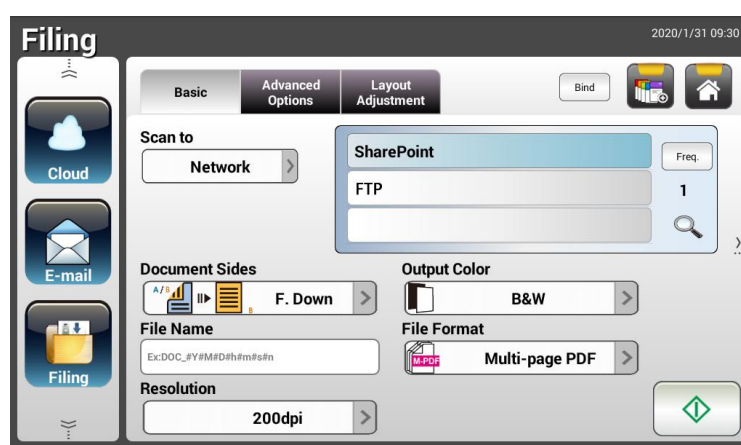 Filing
2020/1/31 09:30
Basic
Advanced
Options
Layout
Adjustment
Bind
Cloud
E-mail
Filing
Scan to
Network
SharePoint
FTP
Freq.
1
Document Sides
A/B
B
F. Down
Output Color
B&W
File Name
Ex:DOC_#Y#M#D#h#m#s#n
File Format
M-PDF
Multi-page PDF
Resolution
200dpi